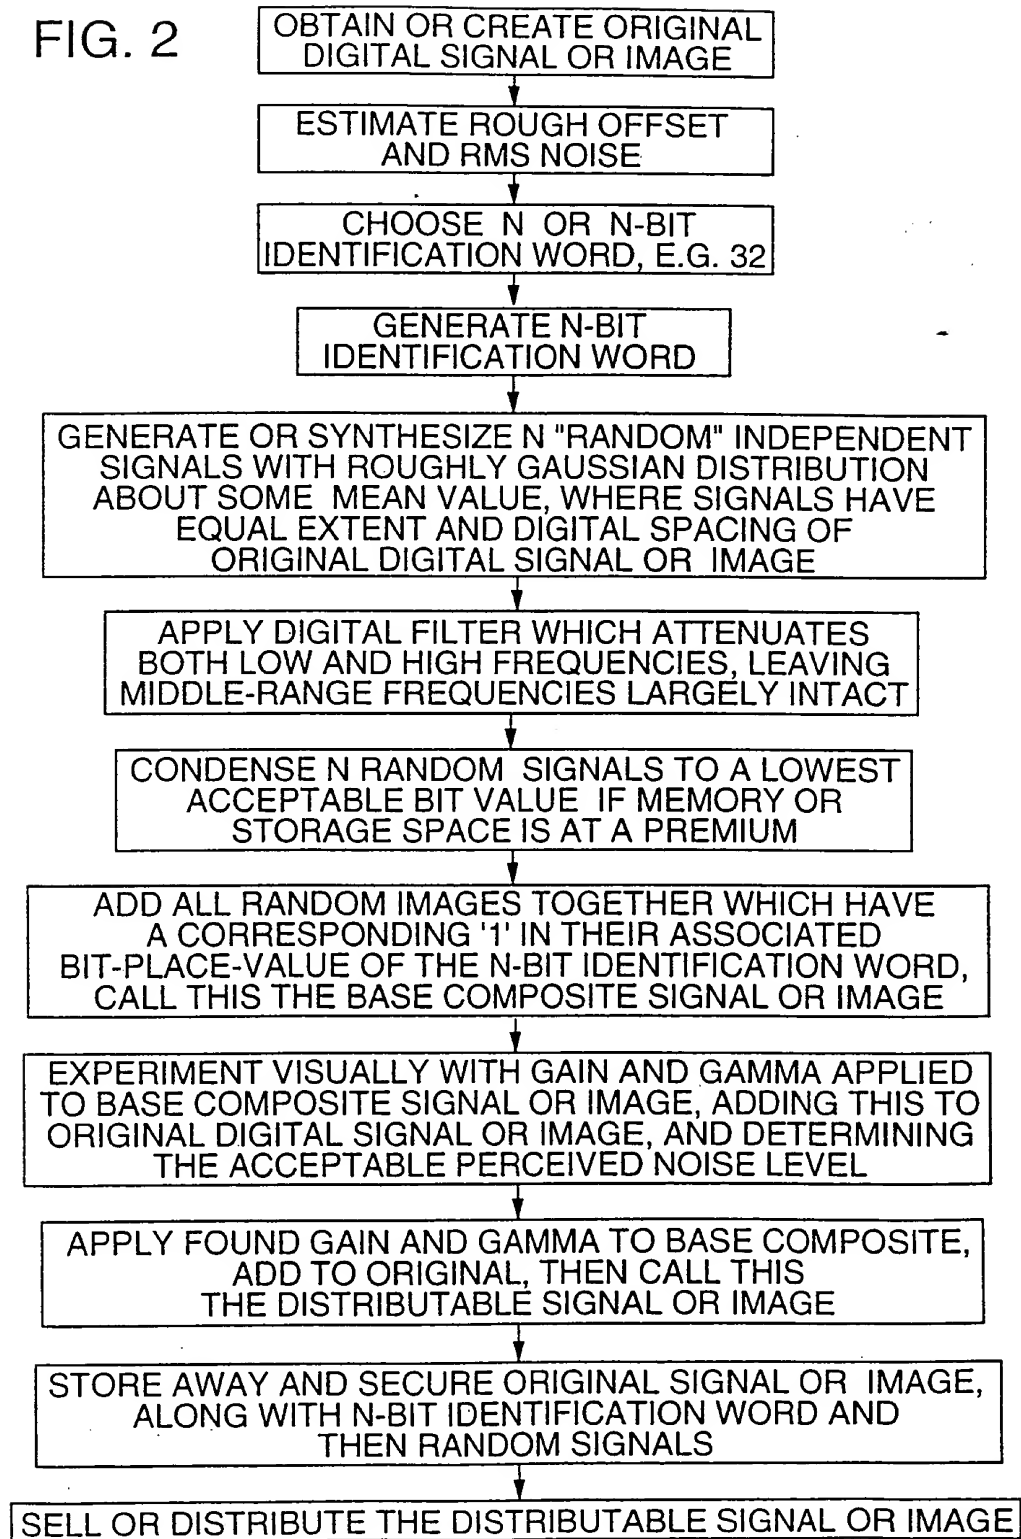 FIG. 2
OBTAIN OR CREATE ORIGINAL
DIGITAL SIGNAL OR IMAGE
ESTIMATE ROUGH OFFSET
AND RMS NOISE
CHOOSE N OR N-BIT
IDENTIFICATION WORD, E.G. 32
GENERATE N-BIT
IDENTIFICATION WORD
GENERATE OR SYNTHESIZE N "RANDOM" INDEPENDENT
SIGNALS WITH ROUGHLY GAUSSIAN DISTRIBUTION
ABOUT SOME MEAN VALUE, WHERE SIGNALS HAVE
EQUAL EXTENT AND DIGITAL SPACING OF
ORIGINAL DIGITAL SIGNAL OR IMAGE
APPLY DIGITAL FILTER WHICH ATTENUATES
BOTH LOW AND HIGH FREQUENCIES, LEAVING
MIDDLE-RANGE FREQUENCIES LARGELY INTACT
CONDENSE N RANDOM SIGNALS TO A LOWEST
ACCEPTABLE BIT VALUE IF MEMORY OR
STORAGE SPACE IS AT A PREMIUM
ADD ALL RANDOM IMAGES TOGETHER WHICH HAVE
A CORRESPONDING '1' IN THEIR ASSOCIATED
BIT-PLACE-VALUE OF THE N-BIT IDENTIFICATION WORD,
CALL THIS THE BASE COMPOSITE SIGNAL OR IMAGE
EXPERIMENT VISUALLY WITH GAIN AND GAMMA APPLIED
TO BASE COMPOSITE SIGNAL OR IMAGE, ADDING THIS TO
ORIGINAL DIGITAL SIGNAL OR IMAGE, AND DETERMINING
THE ACCEPTABLE PERCEIVED NOISE LEVEL
APPLY FOUND GAIN AND GAMMA TO BASE COMPOSITE,
ADD TO ORIGINAL, THEN CALL THIS
THE DISTRIBUTABLE SIGNAL OR IMAGE
STORE AWAY AND SECURE ORIGINAL SIGNAL OR IMAGE,
ALONG WITH N-BIT IDENTIFICATION WORD AND
THEN RANDOM SIGNALS
SELL OR DISTRIBUTE THE DISTRIBUTABLE SIGNAL OR IMAGE